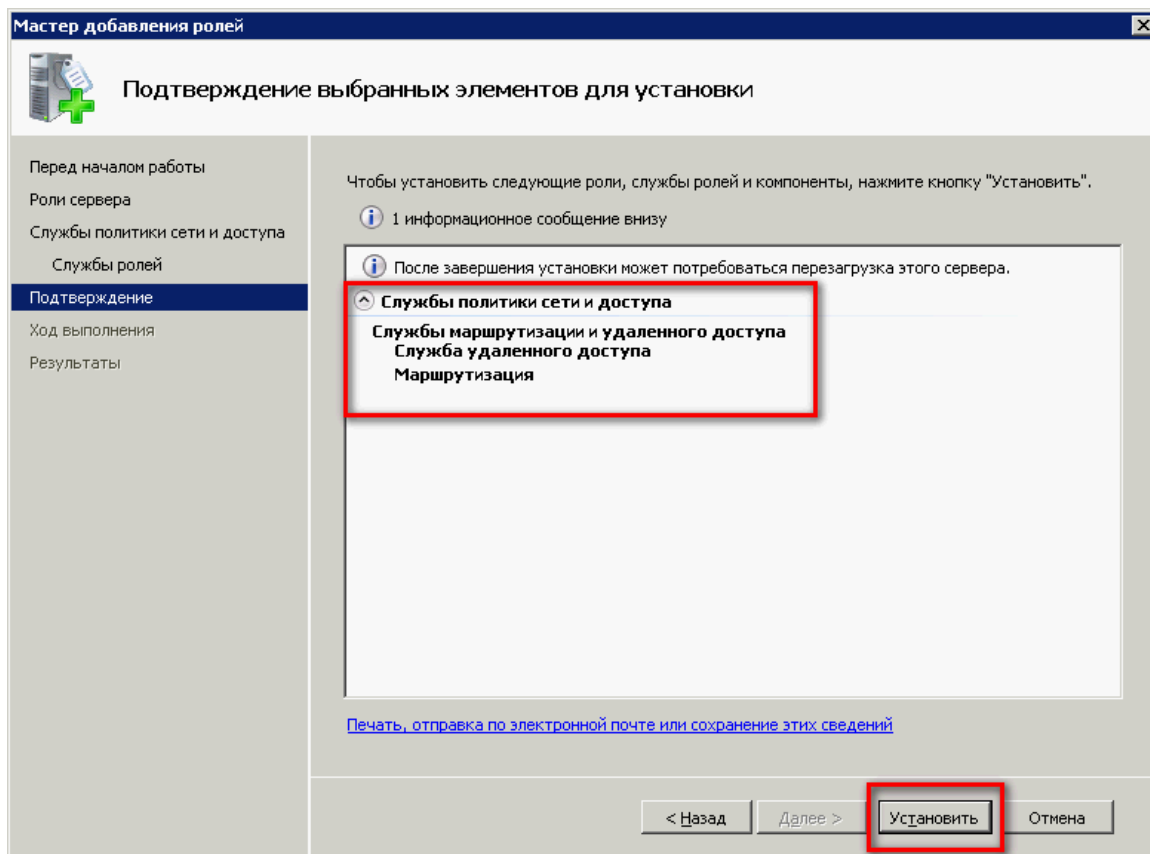 Мастер добавления ролей
Подтверждение выбранных элементов для установки
Перед началом работы
Роли сервера
Службы политики сети и доступа
Службы ролей
Подтверждение
Ход выполнения
Результаты
Чтобы установить следующие роли, службы ролей и компоненты, нажмите кнопку "Установить".
1 информационное сообщение внизу
После завершения установки может потребоваться перезагрузка этого сервера.
Службы политики сети и доступа
Службы маршрутизации и удаленного доступа
Служба удаленного доступа
Маршрутизация
Печать, отправка по электронной почте или сохранение этих сведений
< Назад
Далее >
Установить
Отмена